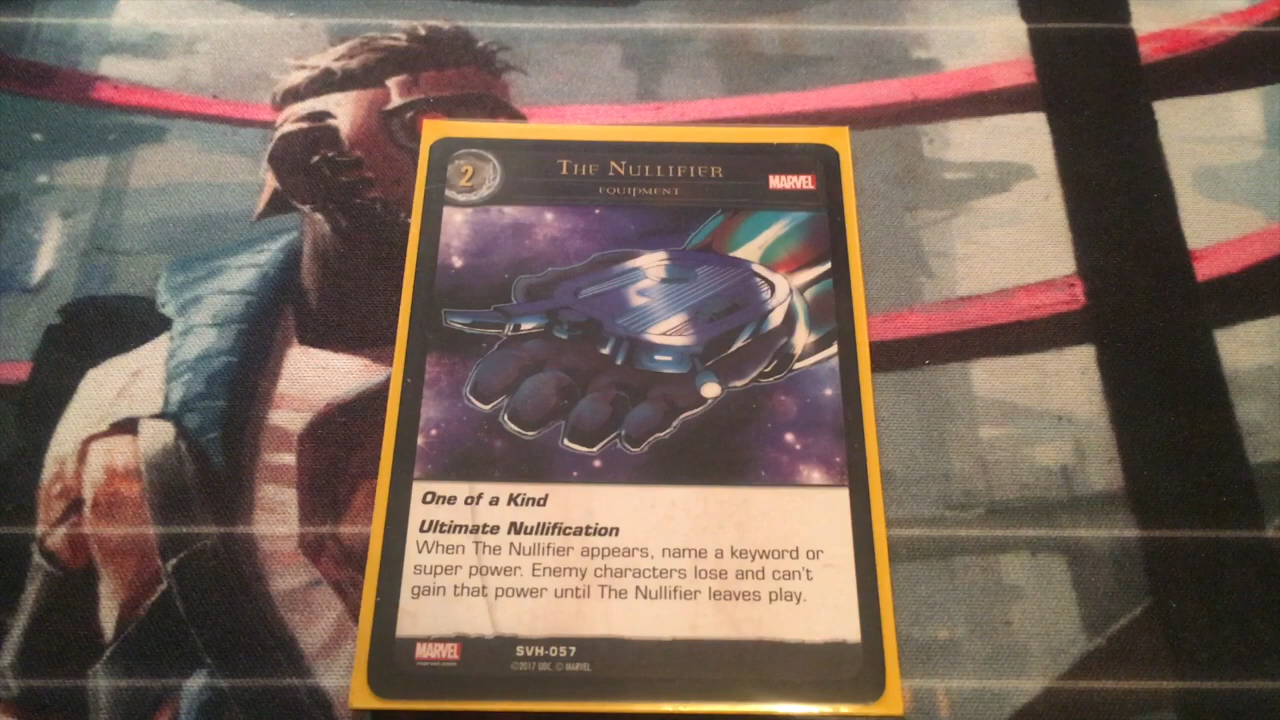 2
THE NULLIFIER
EQUIPMENT
MARVEL
One of a Kind
Ultimate Nullification
When The Nullifier appears, name a keyword or
super power. Enemy characters lose and can't
gain that power until The Nullifier leaves play.
MARVEL
marvel.com
SVH-057
©2017 UDC. © MARVEL